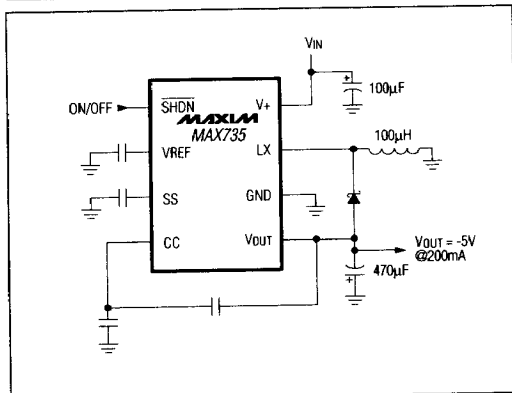 VIN
100µF
ON/OFF
SHDN
V+
MAXIM
MAX735
100µH
VREF
LX
SS
GND
CC
VOUT
VOUT = -5V
@200mA
470µF
+
+